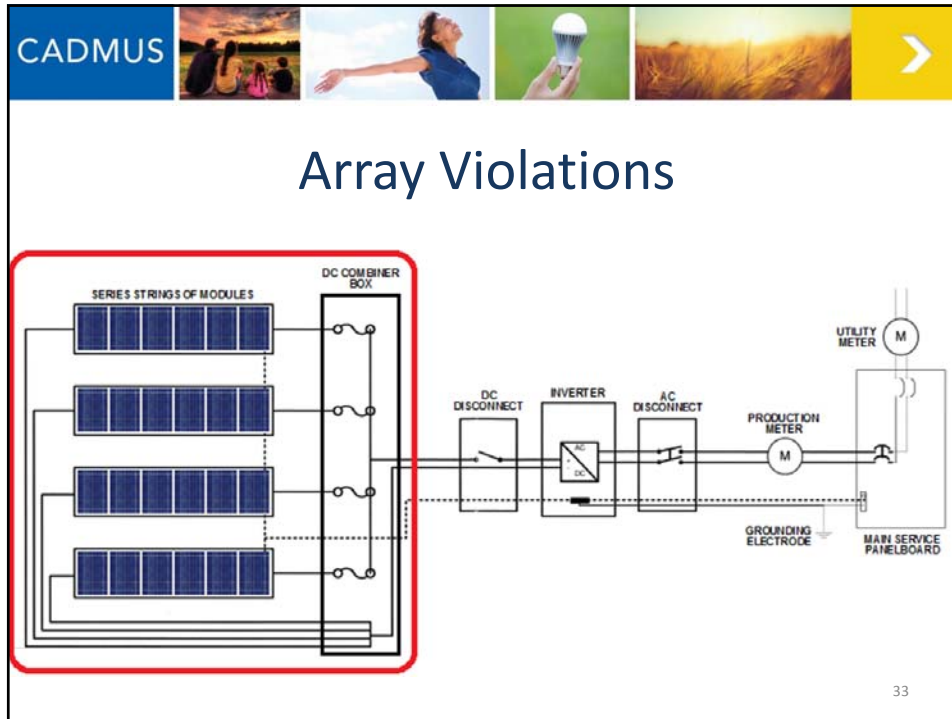 CADMUS
Array Violations
DC COMBINER
BOX
SERIES STRINGS OF MODULES
UTILITY
METER
M
DC
DISCONNECT
INVERTER
AC
DISCONNECT
PRODUCTION
METER
AC
DC
M
GROUNDING
ELECTRODE
MAIN SERVICE
PANELBOARD
33